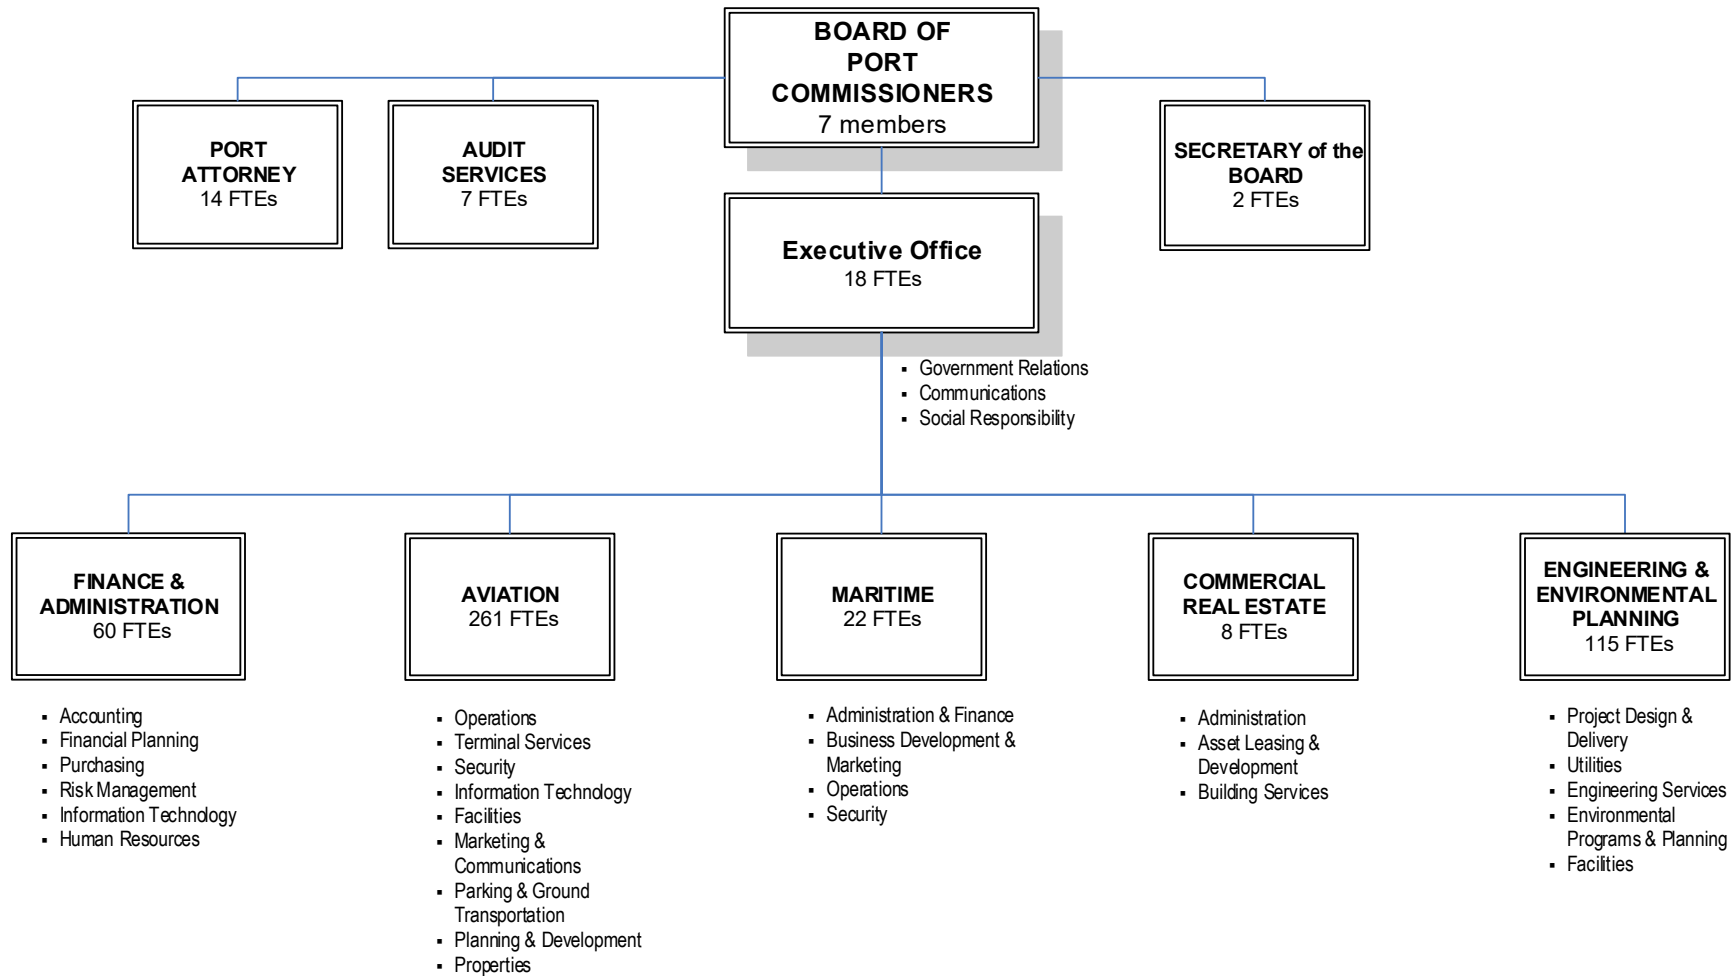 BOARD OF
PORT
COMMISSIONERS
7 members
PORT
ATTORNEY
14 FTEs
AUDIT
SERVICES
7 FTEs
SECRETARY of the
BOARD
2 FTEs
Executive Office
18 FTEs
▪ Government Relations
▪ Communications
▪ Social Responsibility
FINANCE &
ADMINISTRATION
60 FTEs
AVIATION
261 FTEs
MARITIME
22 FTEs
COMMERCIAL
REAL ESTATE
8 FTEs
ENGINEERING &
ENVIRONMENTAL
PLANNING
115 FTEs
▪ Accounting
▪ Financial Planning
▪ Purchasing
▪ Risk Management
▪ Information Technology
▪ Human Resources
▪ Operations
▪ Terminal Services
▪ Security
▪ Information Technology
▪ Facilities
▪ Marketing &
Communications
▪ Parking & Ground
Transportation
▪ Planning & Development
▪ Properties
▪ Administration & Finance
▪ Business Development &
Marketing
▪ Operations
▪ Security
▪ Administration
▪ Asset Leasing &
Development
▪ Building Services
▪ Project Design &
Delivery
▪ Utilities
▪ Engineering Services
▪ Environmental
Programs & Planning
▪ Facilities